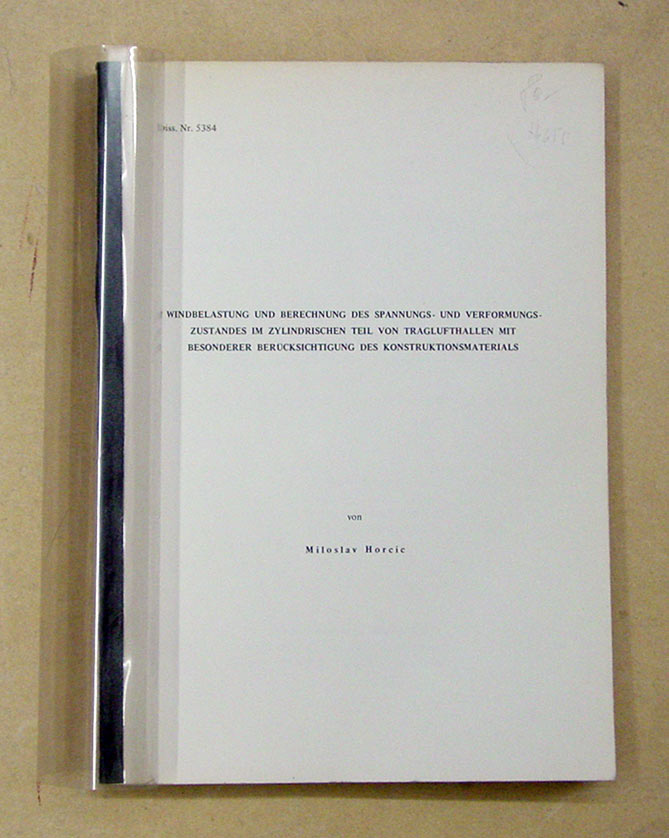 Diss. Nr. 5384
WINDBELASTUNG UND BERECHNUNG DES SPANNUNGS- UND VERFORMUNGS-
ZUSTANDES IM ZYLINDRISCHEN TEIL VON TRAGLUFTHALLEN MIT
BESONDERER BERÜCKSICHTIGUNG DES KONSTRUKTIONSMATERIALS
von
Miloslav Horcic